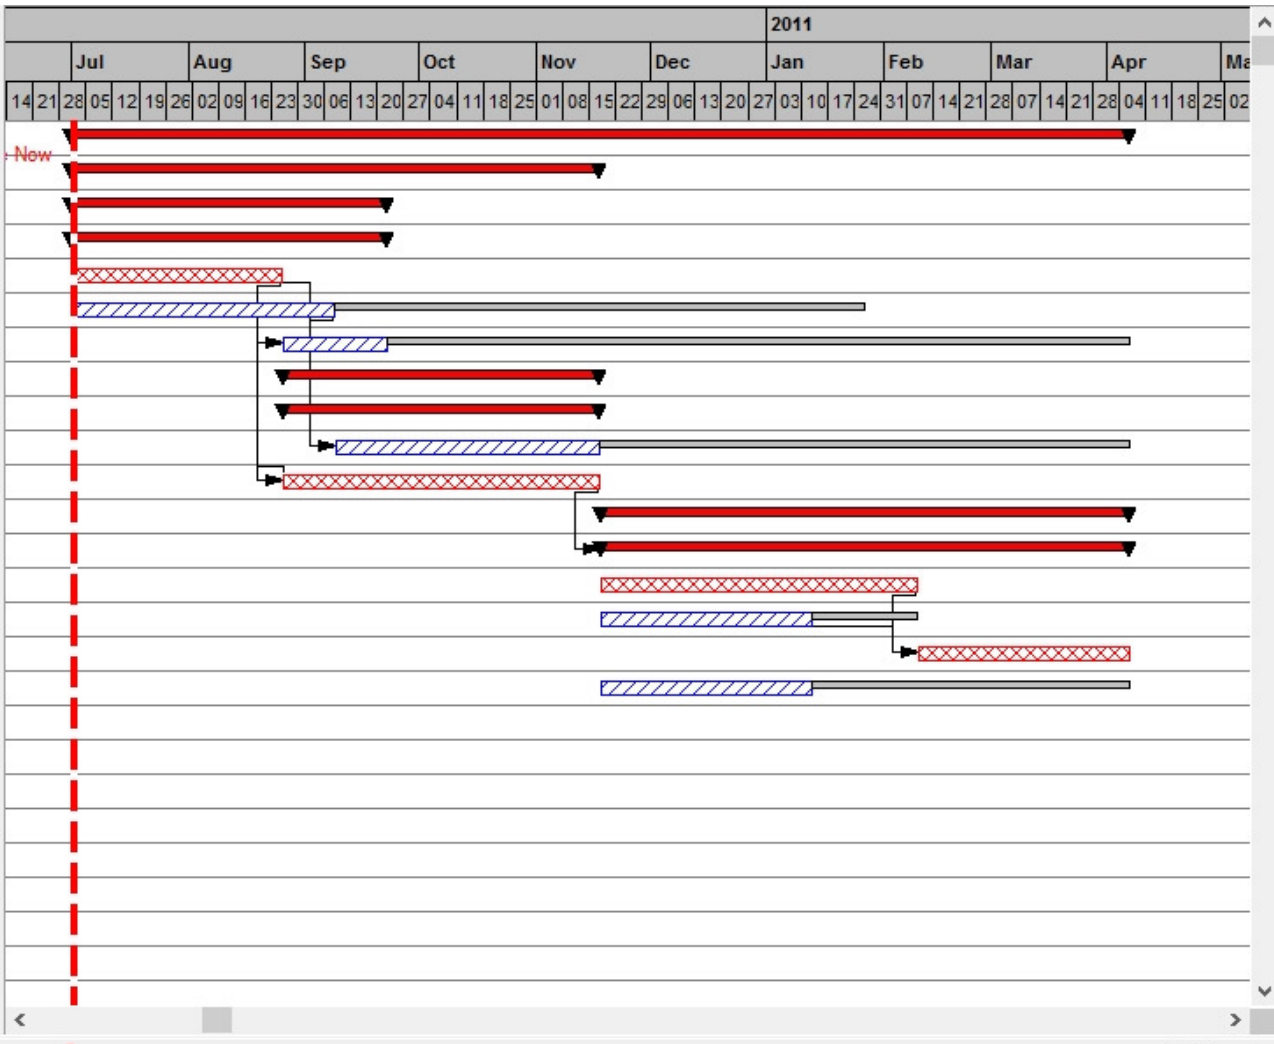 2011
Jul Aug Sep Oct Nov Dec Jan Feb Mar Apr Ma
14 21 28 05 12 19 26 02 09 16 23 30 06 13 20 27 04 11 18 25 01 08 15 22 29 06 13 20 27 03 10 17 24 31 07 14 21 28 07 14 21 28 04 11 18 25 02
Now